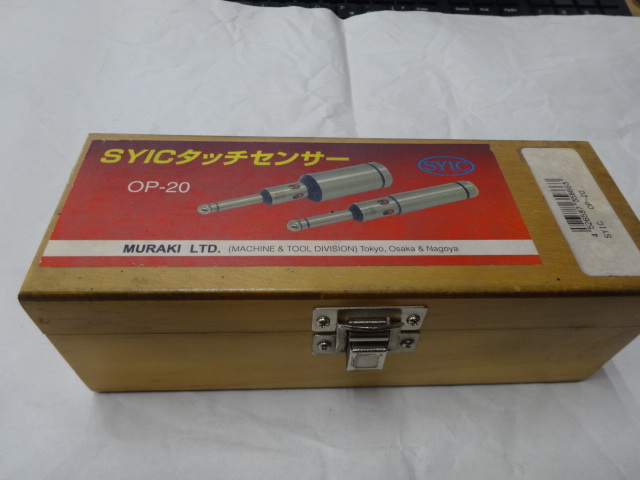 SYICタッチセンサー
OP-20
SYIC
MURAKI LTD. (MACHINE & TOOL DIVISION) Tokyo, Osaka & Nagoya
OP-20
SYIC